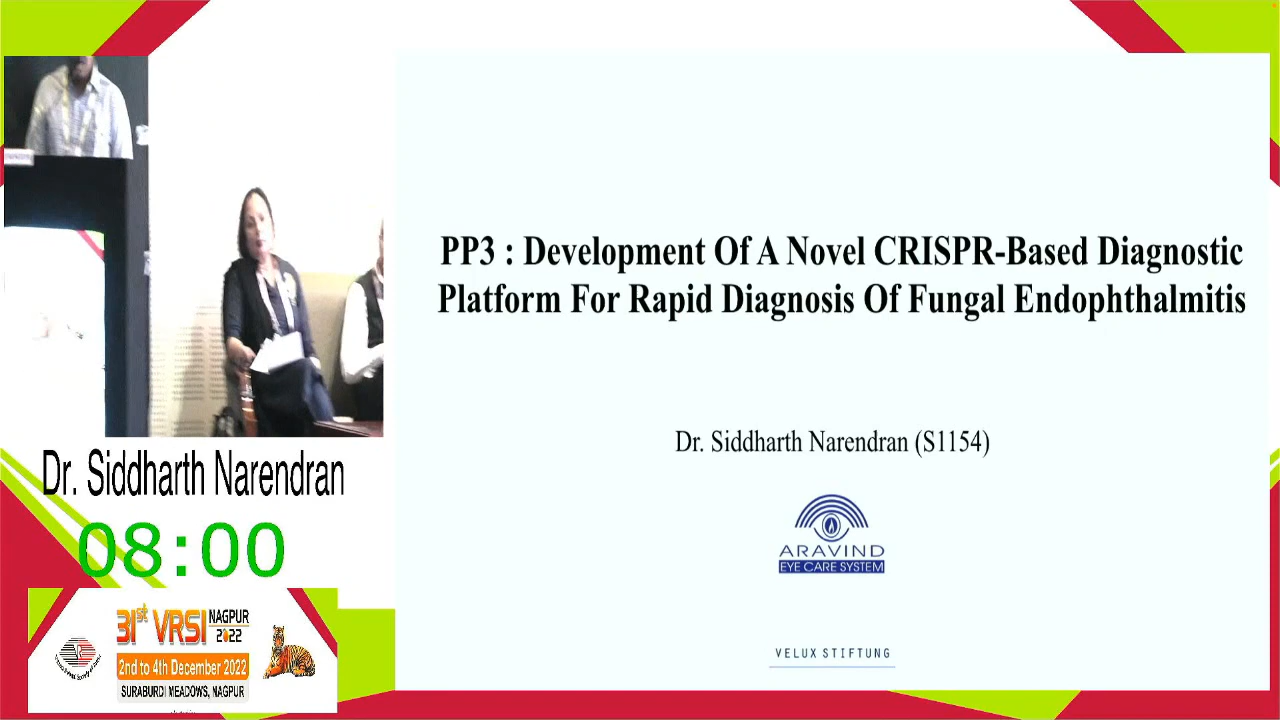 PP3 : Development Of A Novel CRISPR-Based Diagnostic
Platform For Rapid Diagnosis Of Fungal Endophthalmitis
Dr. Siddharth Narendran (S1154)
ARAVIND
EYE CARE SYSTEM
VELUX STIFTUNG
Dr. Siddharth Narendran
08:00
31st VRSI NAGPUR
2022
2nd to 4th December 2022
SURABURDI MEADOWS, NAGPUR